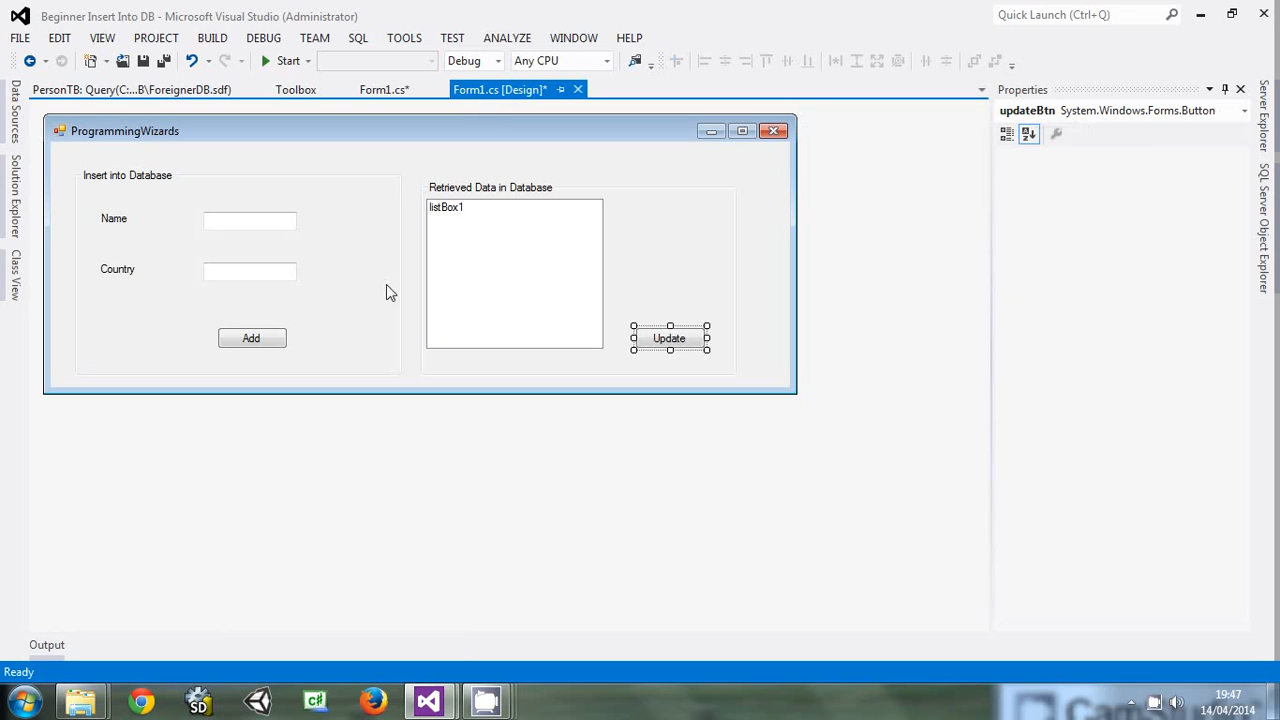 Beginner Insert Into DB - Microsoft Visual Studio (Administrator)
Quick Launch (Ctrl+Q)
FILE EDIT VIEW PROJECT BUILD DEBUG TEAM SQL TOOLS TEST ANALYZE WINDOW HELP
Start Debug Any CPU
PersonTB: Query(C:...B\ForeignerDB.sdf) Toolbox Form1.cs* Form1.cs [Design]*
Properties
updateBtn System.Windows.Forms.Button
Data Sources
Solution Explorer
Class View
Server Explorer
SQL Server Object Explorer
ProgrammingWizards
Insert into Database
Name
Country
Add
Retrieved Data in Database
listBox1
Update
Output
Ready
SD
C#
19:47
14/04/2014